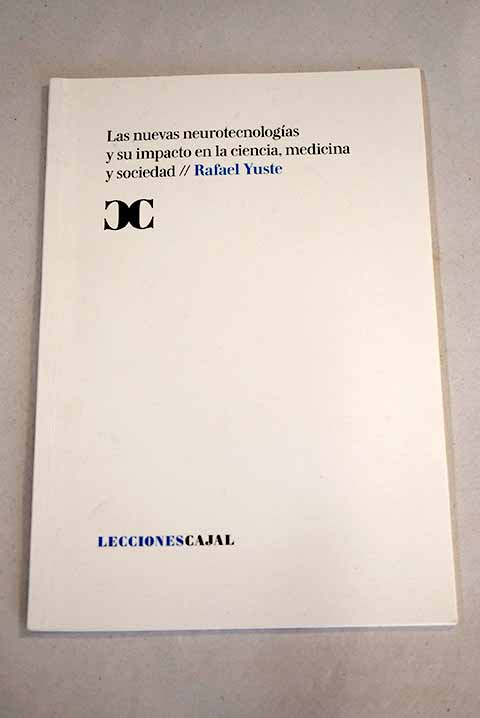 Las nuevas neurotecnologías
y su impacto en la ciencia, medicina
y sociedad // Rafael Yuste
LECCIONESCAJAL